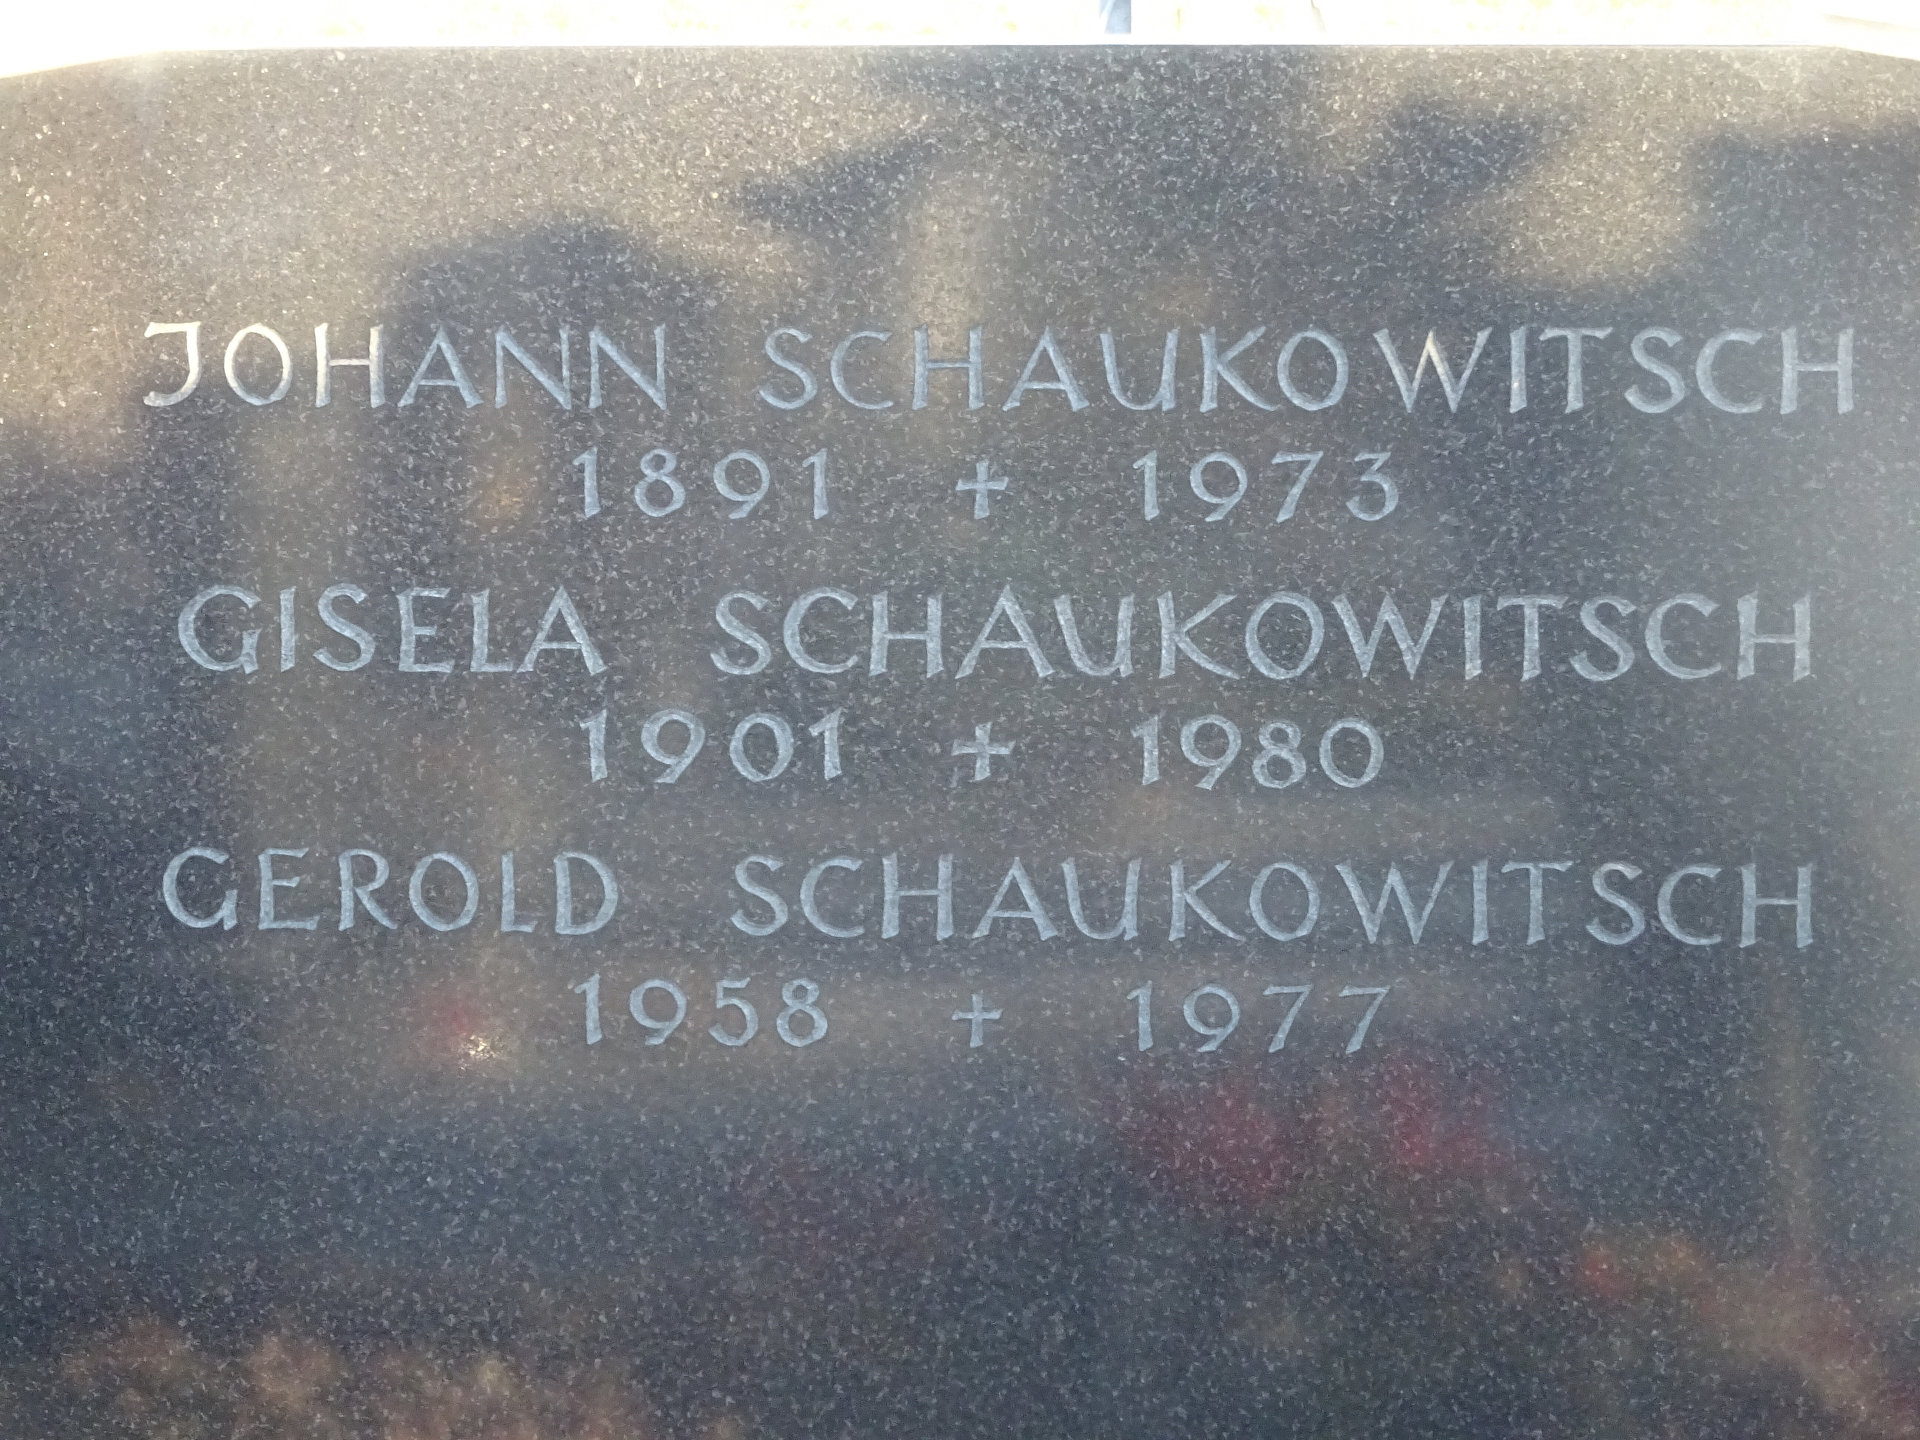 JOHANN SCHAUKOWITSCH
1891 + 1973
GISELA SCHAUKOWITSCH
1901 + 1980
GEROLD SCHAUKOWITSCH
1958 + 1977